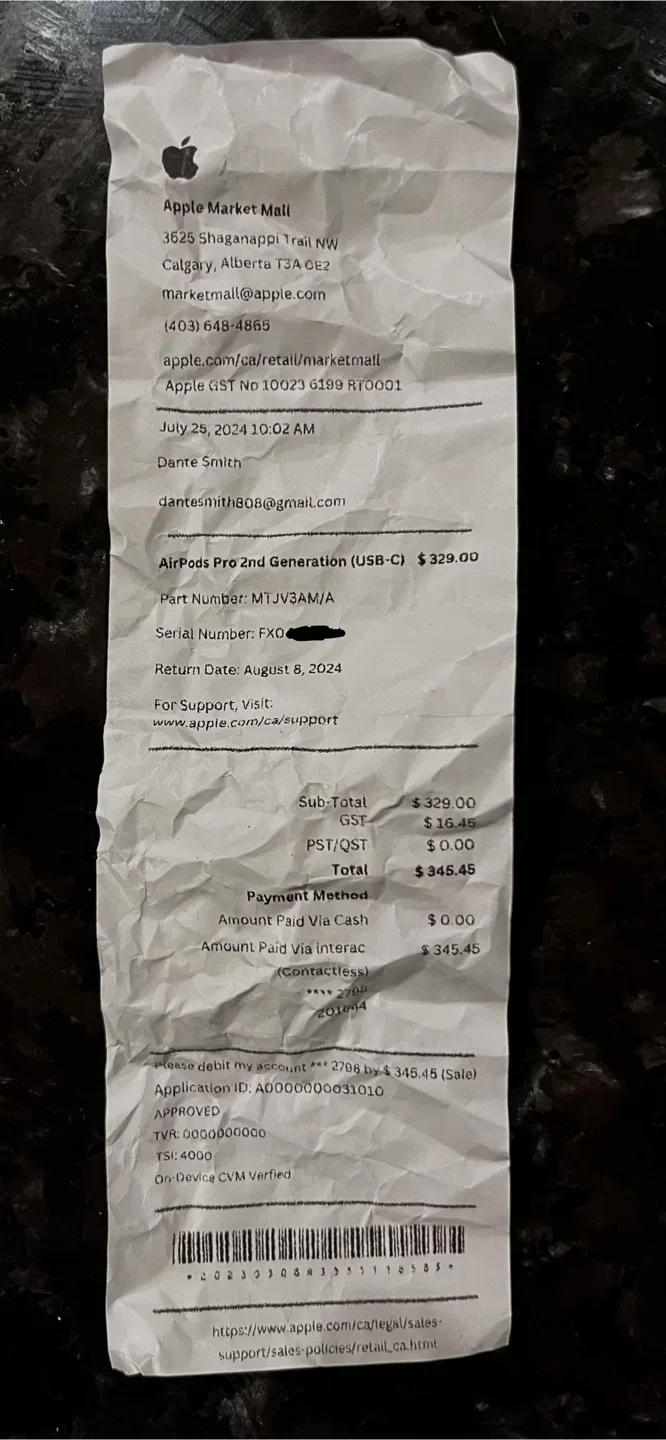 Apple Market Mall
3625 Shaganappi Trail NW
Calgary, Alberta T3A 0E2
marketmall@apple.com
(403) 648-4865
apple.com/ca/retail/marketmall
Apple GST No 10023 6199 RT0001
July 25, 2024 10:02 AM
Dante Smith
dantesmith808@gmail.com
AirPods Pro 2nd Generation (USB-C) $ 329.00
Part Number: MTJV3AM/A
Serial Number: FX0
Return Date: August 8, 2024
For Support, Visit:
www.apple.com/ca/support
Sub-Total $ 329.00
GST $ 16.45
PST/QST $ 0.00
Total $ 345.45
Payment Method
Amount Paid Via Cash $ 0.00
Amount Paid Via interac $ 345.45
(Contactless)
**** 2798
Please debit my account *** 2798 by $ 345.45 (Sale)
Application ID: A0000000031010
APPROVED
TVR: 0000000000
TSI: 4000
On-Device CVM Verfied
https://www.apple.com/ca/legal/sales-
support/sales-policies/retail_ca.html